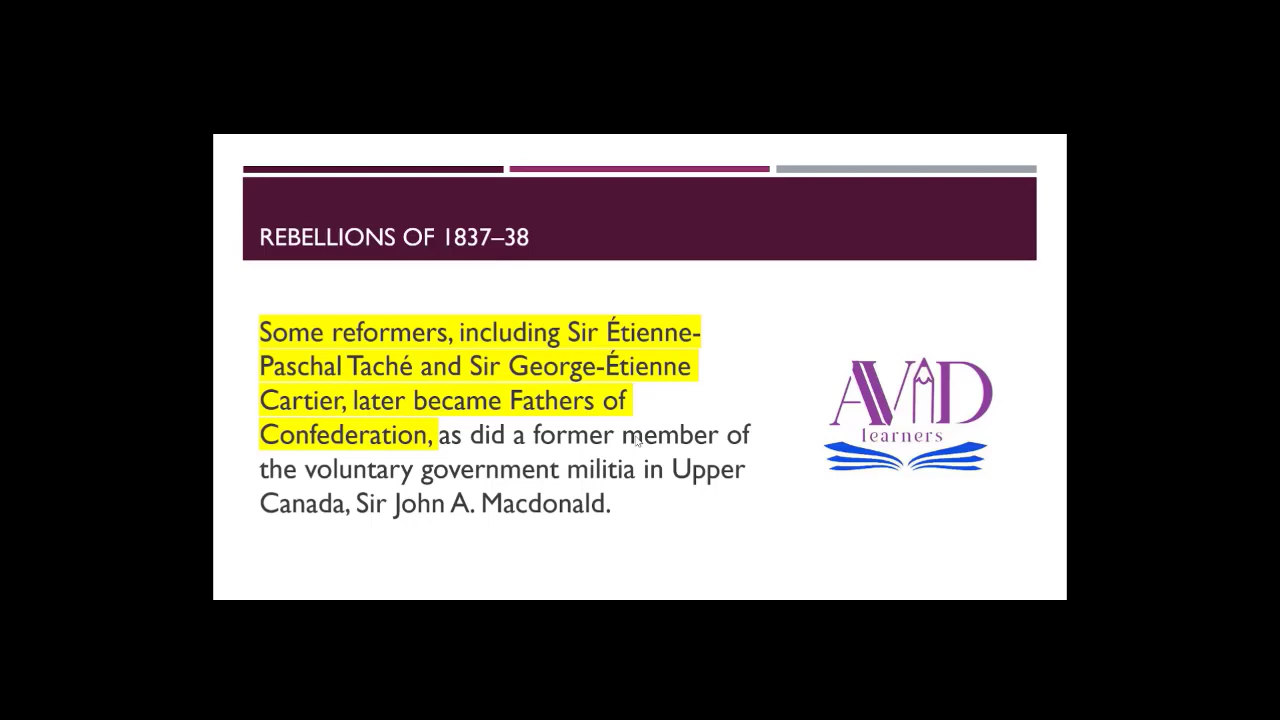 REBELLIONS OF 1837–38
Some reformers, including Sir Étienne-
Paschal Taché and Sir George-Étienne
Cartier, later became Fathers of
Confederation, as did a former member of
the voluntary government militia in Upper
Canada, Sir John A. Macdonald.
AViD
learners